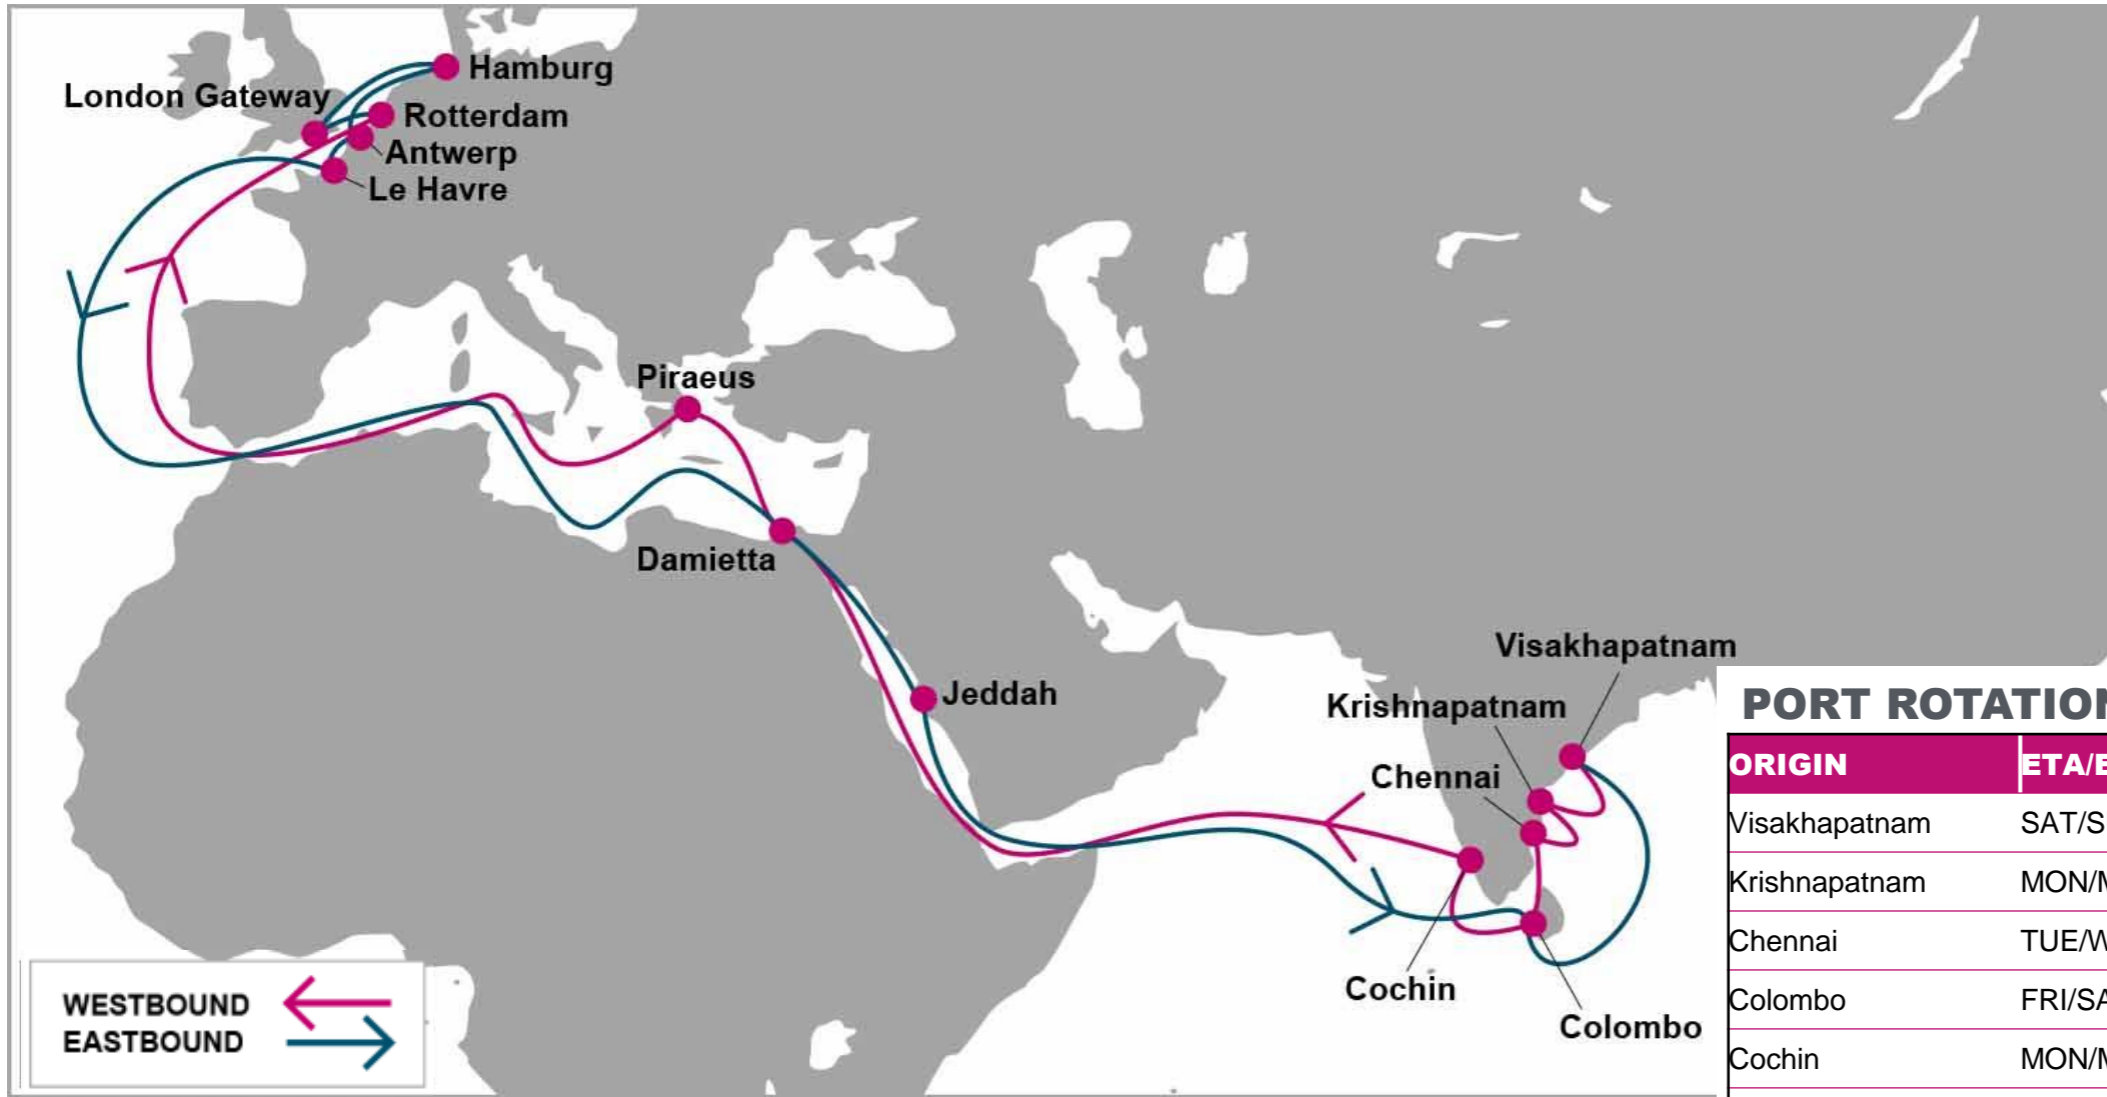 Hamburg
London Gateway
Rotterdam
Antwerp
Le Havre
Piraeus
Damietta
Jeddah
Visakhapatnam
Krishnapatnam
Chennai
Cochin
Colombo
WESTBOUND
EASTBOUND
PORT ROTATION
ORIGIN ETA/E
Visakhapatnam SAT/S
Krishnapatnam MON/M
Chennai TUE/W
Colombo FRI/SA
Cochin MON/M